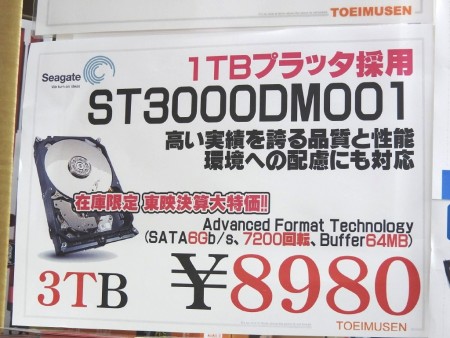 TOEIMUSEN
Seagate
1TBプラッタ採用
ST3000DM001
高い実績を誇る品質と性能
環境への配慮にも対応
在庫限定 東映決算大特価!!
Advanced Format Technology
(SATA6Gb/s、7200回転、Buffer64MB)
3TB ¥8980
TOEIMUSEN